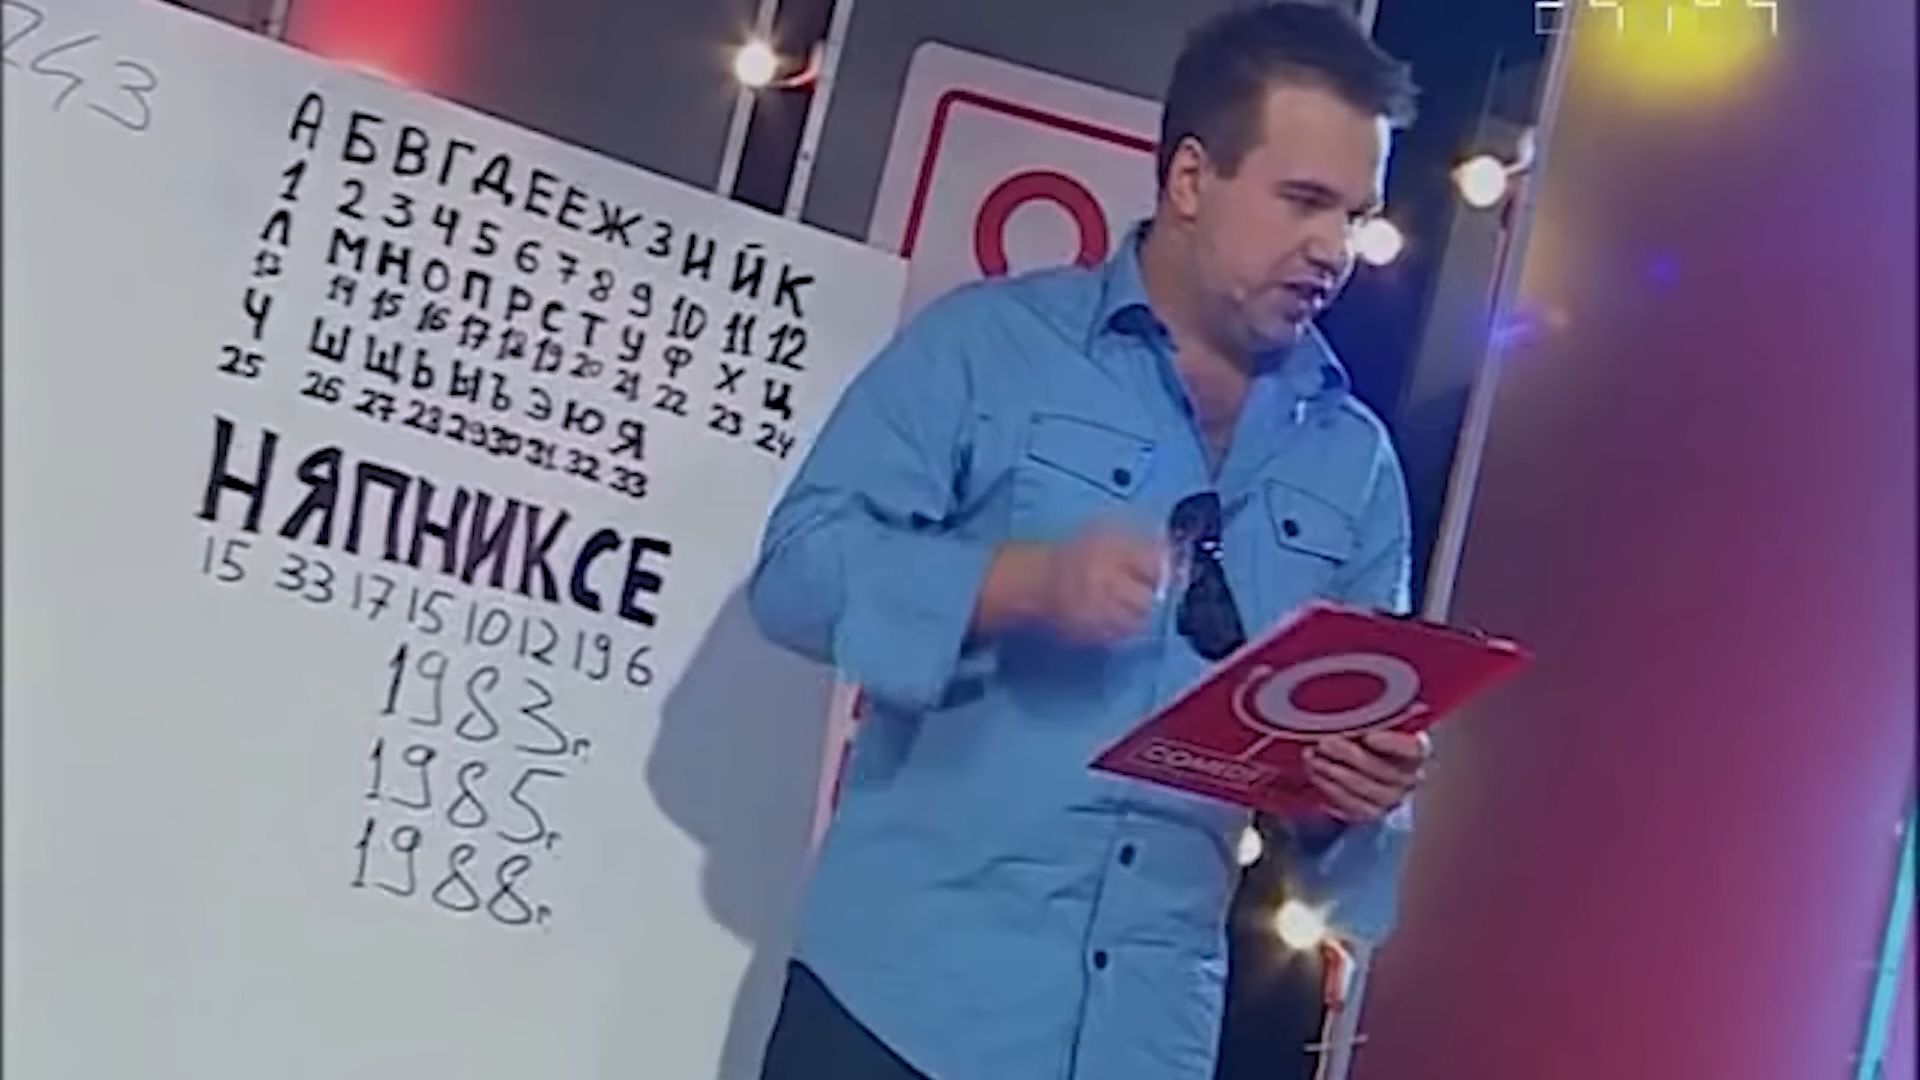 243
А Б В Г Д Е Е Ж З И Й К
1 2 3 4 5 6 7 8 9 10 11 12
Л М Н О П Р С Т У Ф Х Ц
13 14 15 16 17 18 19 20 21 22 23 24
Ч Ш Щ Ь Ы Ъ Э Ю Я
25 26 27 28 29 30 31 32 33
НЯПНИКСЕ
15 33 17 15 10 12 19 6
1983г.
1985г.
1988г.
COMEDY